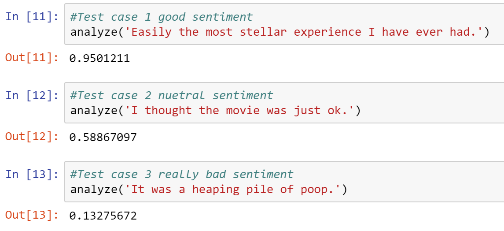 In [11]: #Test case 1 good sentiment
analyze('Easily the most stellar experience I have ever had.')
Out[11]: 0.9501211
In [12]: #Test case 2 nuetral sentiment
analyze('I thought the movie was just ok.')
Out[12]: 0.58867097
In [13]: #Test case 3 really bad sentiment
analyze('It was a heaping pile of poop.')
Out[13]: 0.13275672